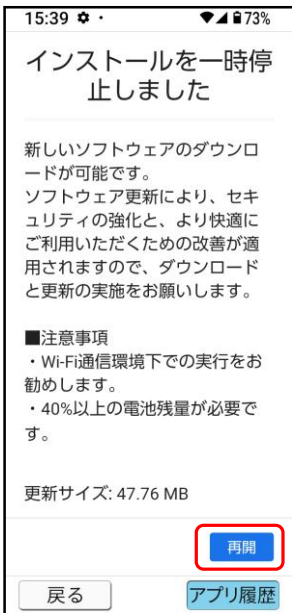 15:39
73%
インストールを一時停
止しました
新しいソフトウェアのダウンロ
ードが可能です。
ソフトウェア更新により、セキ
ュリティの強化と、より快適に
ご利用いただくための改善が適
用されますので、ダウンロード
と更新の実施をお願いします。
■注意事項
・Wi-Fi通信環境下での実行をお
勧めします。
・40%以上の電池残量が必要で
す。
更新サイズ: 47.76 MB
再開
戻る
アプリ履歴